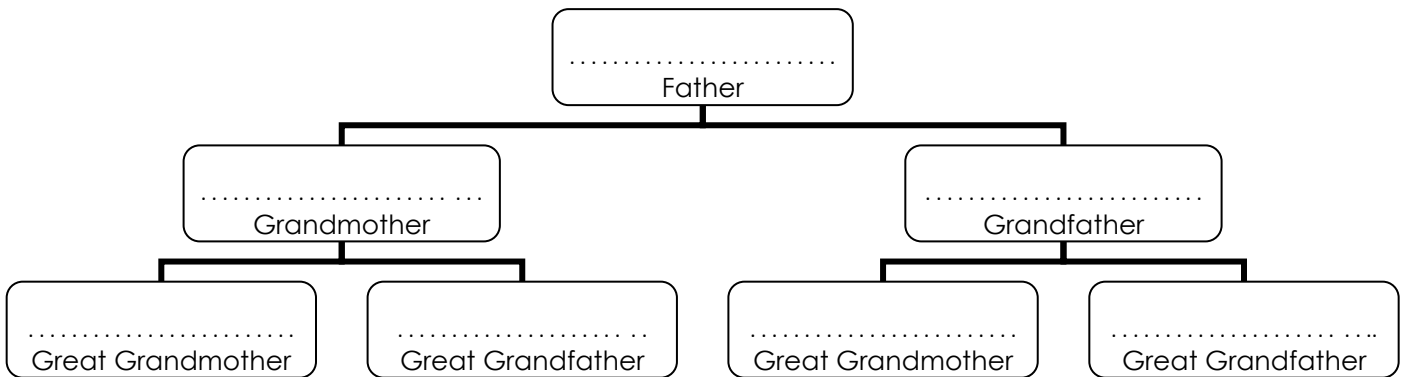 ........................
Father
....................... ...
Grandmother
.........................
Grandfather
........................
Great Grandmother
..................... . .
Great Grandfather
........................
Great Grandmother
.................... ....
Great Grandfather